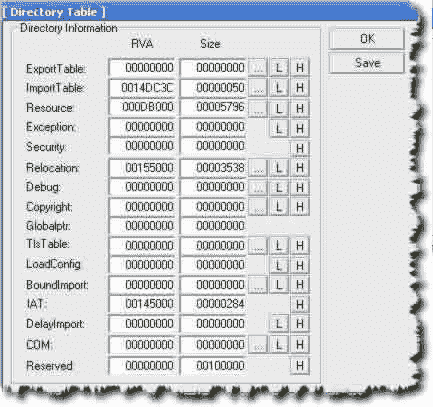 [ Directory Table ]
Directory Information
RVA Size
OK
Save
ExportTable: 00000000 00000000 ... L H
ImportTable: 0014DC3C 00000050 ... L H
Resource: 000DB000 00005796 ... L H
Exception: 00000000 00000000 L H
Security: 00000000 00000000 H
Relocation: 00155000 00003538 ... L H
Debug: 00000000 00000000 ... L H
Copyright: 00000000 00000000 ... L H
Globalptr: 00000000 00000000
TlsTable: 00000000 00000000 ... L H
LoadConfig: 00000000 00000000 L H
BoundImport: 00000000 00000000 ... L H
IAT: 00145000 00000284 H
DelayImport: 00000000 00000000 L H
COM: 00000000 00000000 ... L H
Reserved: 00000000 00100000 H